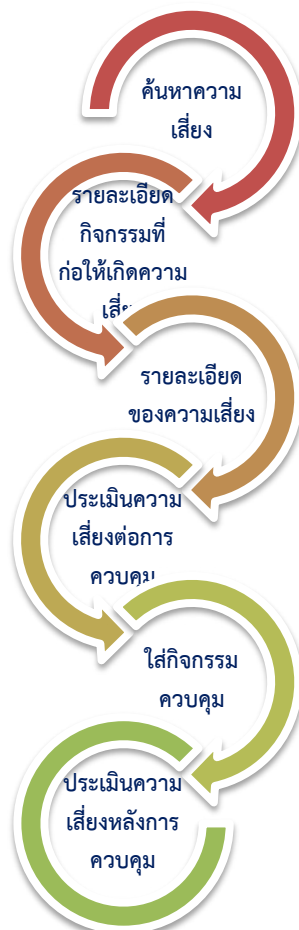 ค้นหาความ
เสี่ยง
รายละเอียด
กิจกรรมที่
ก่อให้เกิดความ
เสี่ยง
รายละเอียด
ของความเสี่ยง
ประเมินความ
เสี่ยงต่อการ
ควบคุม
ใส่กิจกรรม
ควบคุม
ประเมินความ
เสี่ยงหลังการ
ควบคุม